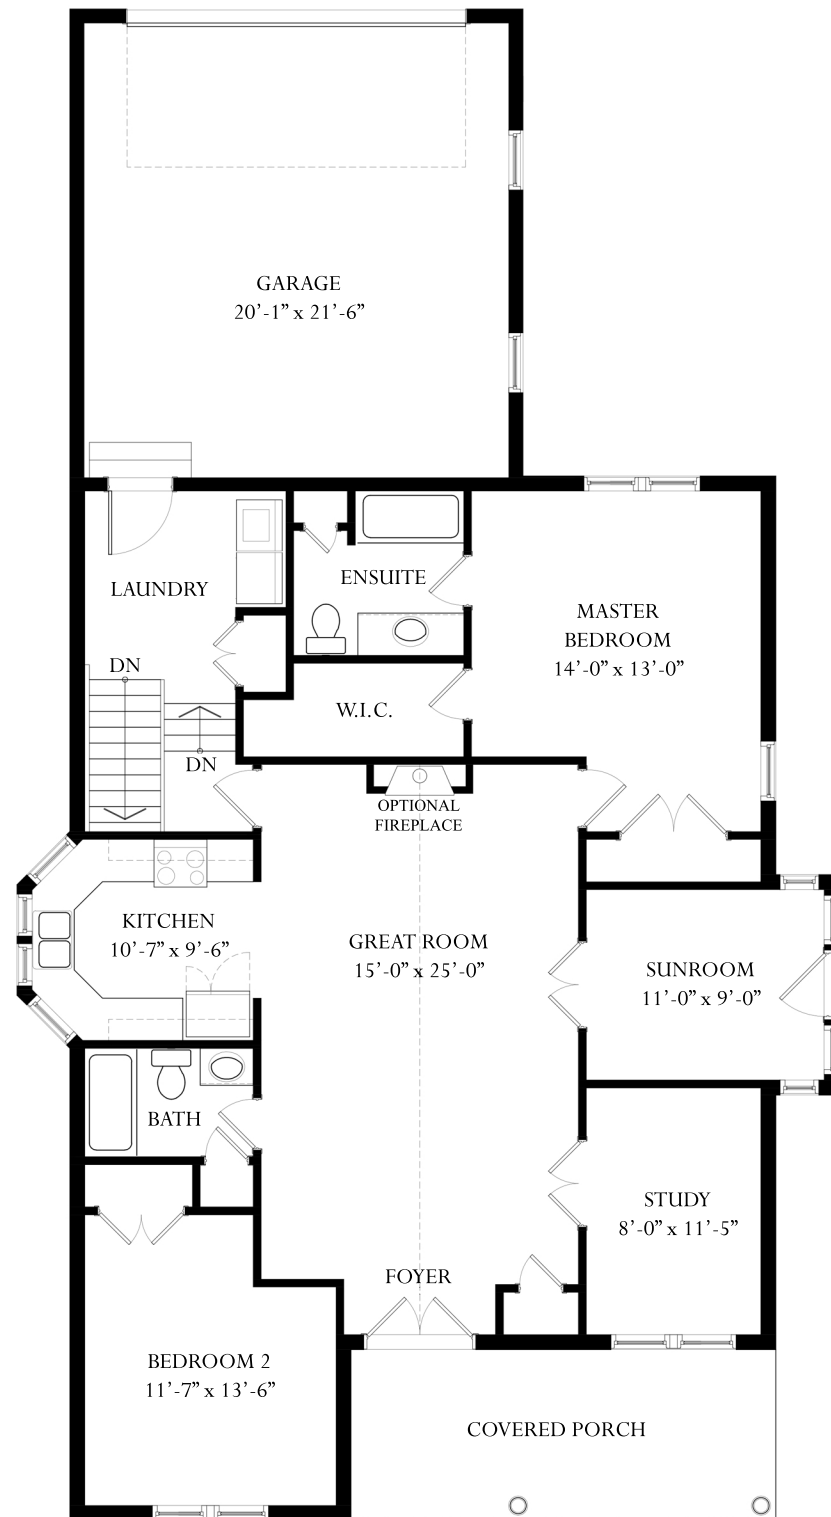 GARAGE
20’-1” x 21’-6”
LAUNDRY
ENSUITE
MASTER
BEDROOM
14’-0” x 13’-0”
DN
W.I.C.
DN
OPTIONAL
FIREPLACE
KITCHEN
10’-7” x 9’-6”
GREAT ROOM
15’-0” x 25’-0”
SUNROOM
11’-0” x 9’-0”
BATH
STUDY
8’-0” x 11’-5”
FOYER
BEDROOM 2
11’-7” x 13’-6”
COVERED PORCH